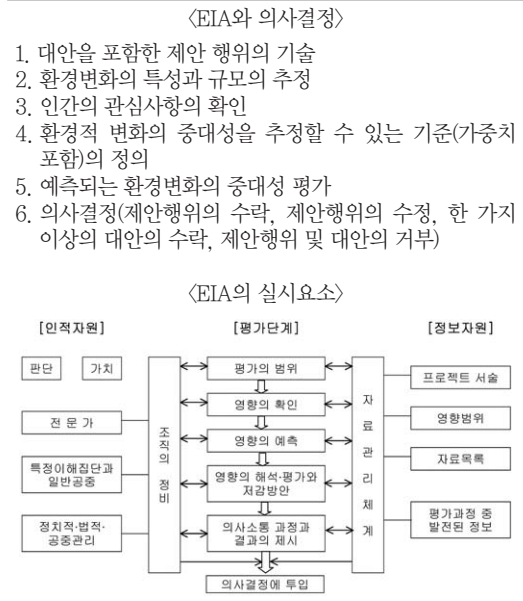 〈EIA와 의사결정〉
1. 대안을 포함한 제안 행위의 기술
2. 환경변화의 특성과 규모의 추정
3. 인간의 관심사항의 확인
4. 환경적 변화의 중대성을 추정할 수 있는 기준(가중치
포함)의 정의
5. 예측되는 환경변화의 중대성 평가
6. 의사결정(제안행위의 수락, 제안행위의 수정, 한 가지
이상의 대안의 수락, 제안행위 및 대안의 거부)
〈EIA의 실시요소〉
[인적자원]
판단
가치
전 문 가
특정이해집단과
일반공중
정치적·법적·
공중관리
조직의 정비
[평가단계]
평가의 범위
영향의 확인
영향의 예측
영향의 해석·평가와
저감방안
의사소통 과정과
결과의 제시
의사결정에 투입
자료관리체계
[정보자원]
프로젝트 서술
영향범위
자료목록
평가과정 중
발전된 정보